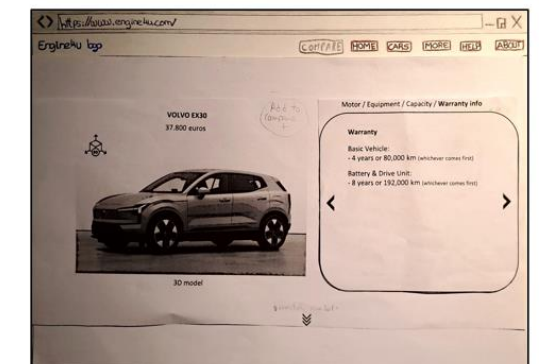 https://www.engineku.com/
Engineku logo
COMPARE HOME CARS MORE HELP ABOUT
VOLVO EX30
37.800 euros
Add to
Compare
+
3D model
Motor / Equipment / Capacity / Warranty info
Warranty
Basic Vehicle:
- 4 years or 80,000 km (whichever comes first)
Battery & Drive Unit:
- 8 years or 192,000 km (whichever comes first)